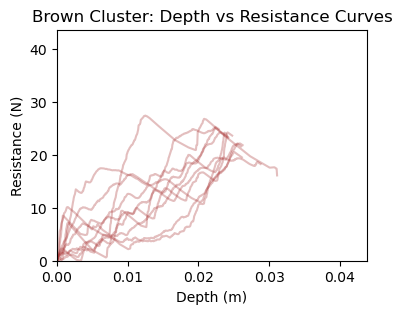 Brown Cluster: Depth vs Resistance Curves
40
30
20
10
0
Resistance (N)
0.00 0.01 0.02 0.03 0.04
Depth (m)